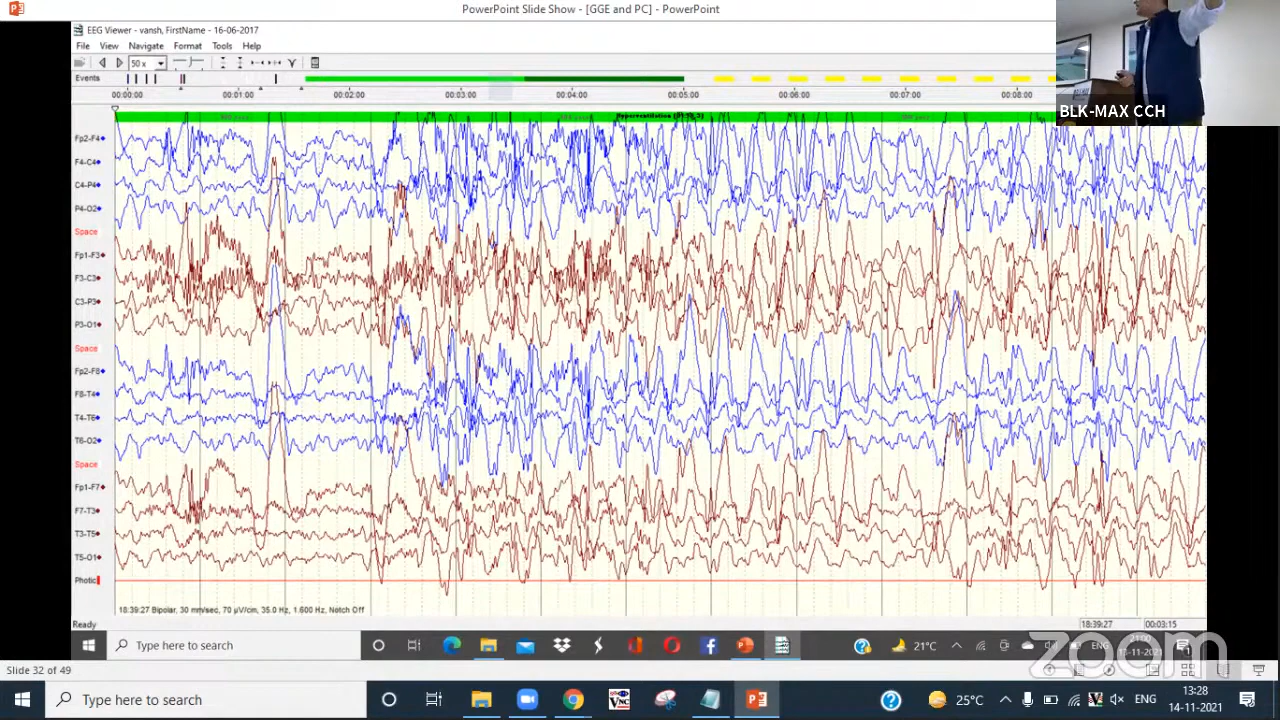 PowerPoint Slide Show - [GGE and PC] - PowerPoint
EEG Viewer - vansh, FirstName - 16-06-2017
File View Navigate Format Tools Help
50 x
Events
00:00:00 00:01:00 00:02:00 00:03:00 00:04:00 00:05:00 00:06:00 00:07:00 00:08:00
BLK-MAX CCH
Fp2-F4
F4-C4
C4-P4
P4-O2
Space
Fp1-F3
F3-C3
C3-P3
P3-O1
Space
Fp2-F8
F8-T4
T4-T6
T6-O2
Space
Fp1-F7
F7-T3
T3-T5
T5-O1
Photic
18:39:27 Bipolar, 30 mm/sec, 70 µV/cm, 35.0 Hz, 1.600 Hz, Notch Off
Ready
18:39:27 00:03:15
Type here to search
21°C
ENG
21:00
13-11-2021
zoom
Slide 32 of 49
Type here to search
VNC
25°C
ENG
13:28
14-11-2021